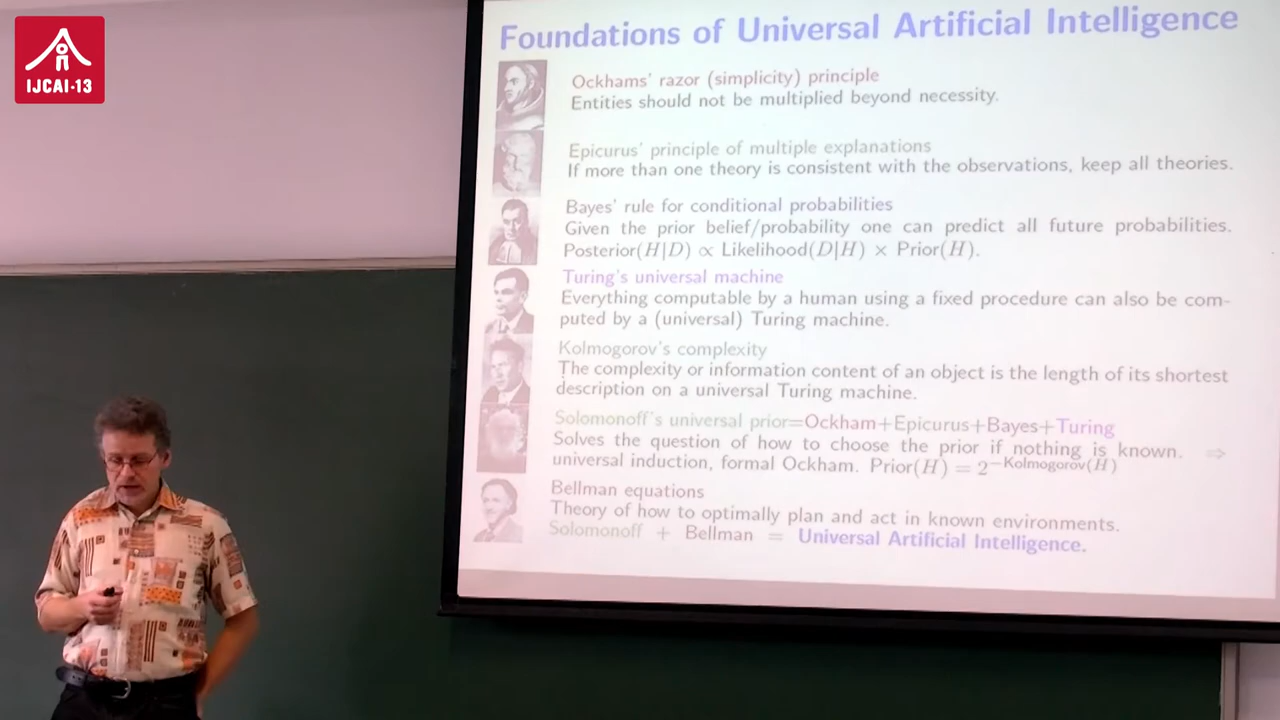 IJCAI-13
Foundations of Universal Artificial Intelligence
Ockhams' razor (simplicity) principle
Entities should not be multiplied beyond necessity.
Epicurus' principle of multiple explanations
If more than one theory is consistent with the observations, keep all theories.
Bayes' rule for conditional probabilities
Given the prior belief/probability one can predict all future probabilities.
Posterior(H|D) ∝ Likelihood(D|H) × Prior(H).
Turing's universal machine
Everything computable by a human using a fixed procedure can also be com-
puted by a (universal) Turing machine.
Kolmogorov's complexity
The complexity or information content of an object is the length of its shortest
description on a universal Turing machine.
Solomonoff's universal prior=Ockham+Epicurus+Bayes+Turing
Solves the question of how to choose the prior if nothing is known. ⇒
universal induction, formal Ockham. Prior(H) = 2^−Kolmogorov(H)
Bellman equations
Theory of how to optimally plan and act in known environments.
Solomonoff + Bellman = Universal Artificial Intelligence.